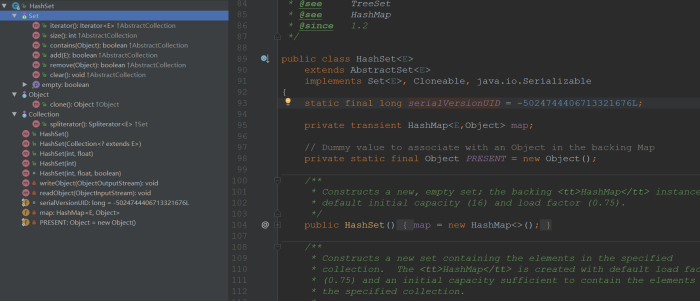 HashSet
Set
iterator(): Iterator<E> ↑AbstractCollection
size(): int ↑AbstractCollection
contains(Object): boolean ↑AbstractCollection
add(E): boolean ↑AbstractCollection
remove(Object): boolean ↑AbstractCollection
clear(): void ↑AbstractCollection
empty: boolean
Object
clone(): Object ↑Object
Collection
spliterator(): Spliterator<E> ↑Set
HashSet()
HashSet(Collection<? extends E>)
HashSet(int, float)
HashSet(int)
HashSet(int, float, boolean)
writeObject(ObjectOutputStream): void
readObject(ObjectInputStream): void
serialVersionUID: long = -5024744406713321676L
map: HashMap<E, Object>
PRESENT: Object = new Object()
84 * @see TreeSet
85 * @see HashMap
86 * @since 1.2
87 */
88
89 public class HashSet<E>
90 extends AbstractSet<E>
91 implements Set<E>, Cloneable, java.io.Serializable
92 {
93 static final long serialVersionUID = -5024744406713321676L;
94
95 private transient HashMap<E,Object> map;
96
97 // Dummy value to associate with an Object in the backing Map
98 private static final Object PRESENT = new Object();
99
100 /**
101 * Constructs a new, empty set; the backing <tt>HashMap</tt> instance
102 * default initial capacity (16) and load factor (0.75).
103 */
104 @ public HashSet() { map = new HashMap<>(); }
107
108 /**
109 * Constructs a new set containing the elements in the specified
110 * collection. The <tt>HashMap</tt> is created with default load fac
111 * (0.75) and an initial capacity sufficient to contain the elements
112 * the specified collection.